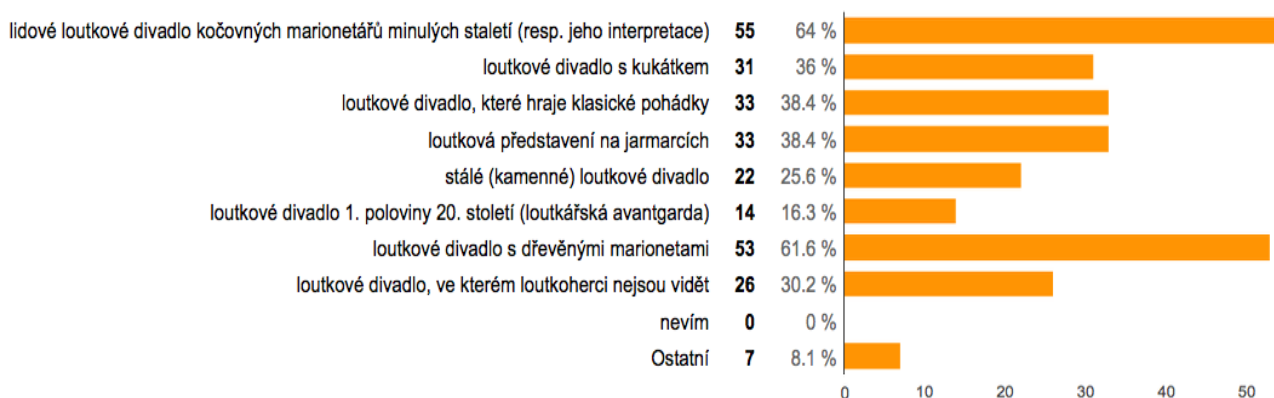 lidové loutkové divadlo kočovných marionetářů minulých staletí (resp. jeho interpretace) 55 64 %
loutkové divadlo s kukátkem 31 36 %
loutkové divadlo, které hraje klasické pohádky 33 38.4 %
loutková představení na jarmarcích 33 38.4 %
stálé (kamenné) loutkové divadlo 22 25.6 %
loutkové divadlo 1. poloviny 20. století (loutkářská avantgarda) 14 16.3 %
loutkové divadlo s dřevěnými marionetami 53 61.6 %
loutkové divadlo, ve kterém loutkoherci nejsou vidět 26 30.2 %
nevím 0 0 %
Ostatní 7 8.1 %
0 10 20 30 40 50